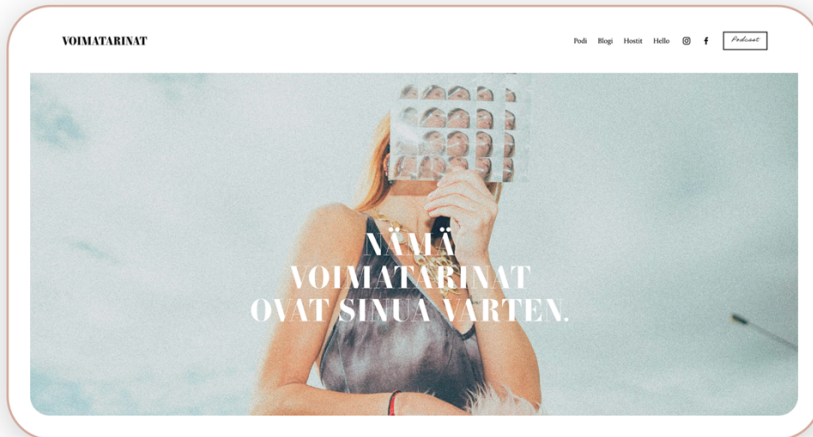 VOIMATARINAT
Podi Blogi Hostit Hello Podcast
NÄMÄ
VOIMATARINAT
OVAT SINUA VARTEN.